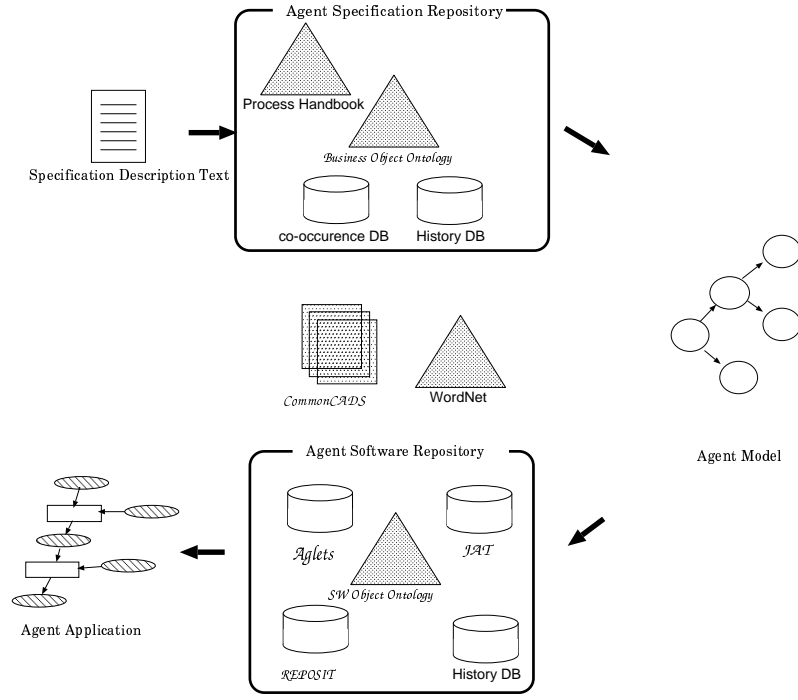 Agent Specification Repository
Process Handbook
Business Object Ontology
Specification Description Text
co-occurence DB
History DB
CommonCADS
WordNet
Agent Model
Agent Software Repository
Aglets
JAT
SW Object Ontology
Agent Application
REPOSIT
History DB